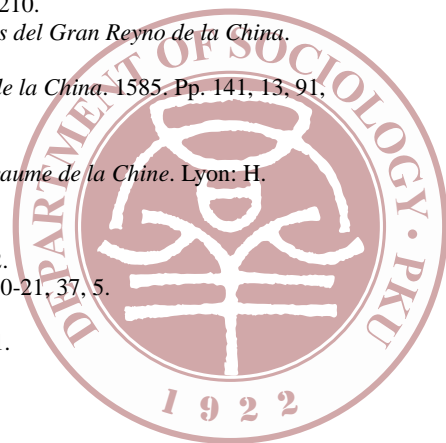 210.
s del Gran Reyno de la China.
de la China. 1585. Pp. 141, 13, 91,
aume de la Chine. Lyon: H.
.
0-21, 37, 5.
.
DEPARTMENT OF SOCIOLOGY · PKU
1922